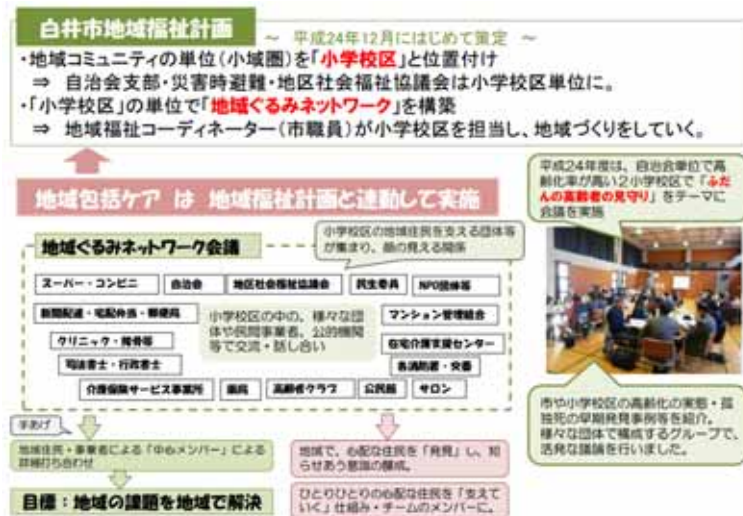 白井市地域福祉計画 ～ 平成24年12月にはじめて策定 ～
・地域コミュニティの単位(小域圏)を「小学校区」と位置付け
⇒ 自治会支部・災害時避難・地区社会福祉協議会は小学校区単位に。
・「小学校区」の単位で「地域ぐるみネットワーク」を構築
⇒ 地域福祉コーディネーター(市職員)が小学校区を担当し、地域づくりをしていく。
地域包括ケア は 地域福祉計画と連動して実施
平成24年度は、自治会単位で高
齢化率が高い2小学校区で「ふだ
んの高齢者の見守り」をテーマに
会議を実施
地域ぐるみネットワーク会議
小学校区の地域住民を支える団体等
が集まり、顔の見える関係
スーパー・コンビニ 自治会 地区社会福祉協議会 民生委員 NPO団体等
新聞配達・宅配弁当・郵便局
小学校区の中の、様々な団
体や民間事業者、公的機関
等で交流・話し合い
マンション管理組合
クリニック・接骨等
在宅介護支援センター
司法書士・行政書士
各消防署・交番
介護保険サービス事業所 薬局 高齢者クラブ 公民館 サロン
手あげ
地域住民・事業者による「中心メンバー」による
詳細打ち合わせ
目標：地域の課題を地域で解決
地域で、心配な住民を「発見」し、知
らせあう意識の醸成。
ひとりひとりの心配な住民を「支えて
いく」仕組み・チームのメンバーに。
市や小学校区の高齢化の実態・孤
独死の早期発見事例等を紹介。
様々な団体で構成するグループで、
活発な議論を行いました。